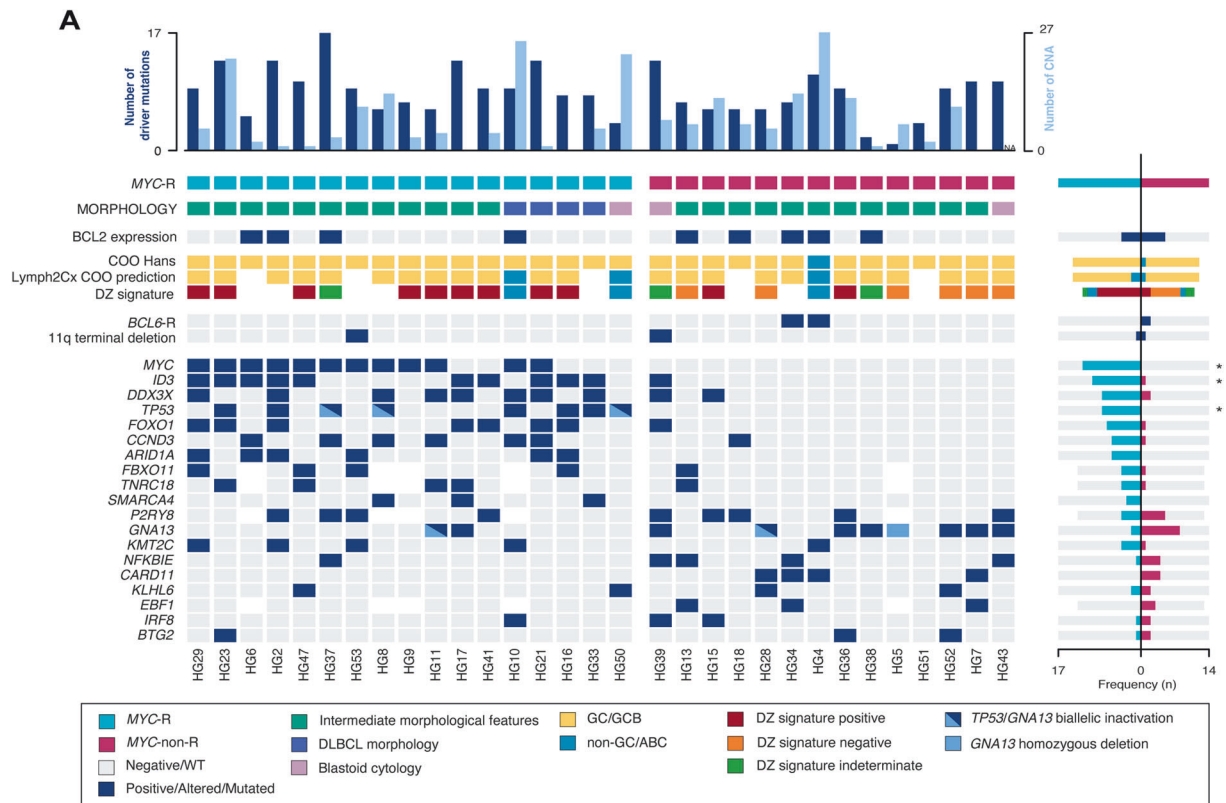 A
17
27
Number of
driver mutations
Number of CNA
0
0
NA
MYC-R
MORPHOLOGY
BCL2 expression
COO Hans
Lymph2Cx COO prediction
DZ signature
BCL6-R
11q terminal deletion
MYC
*
ID3
*
DDX3X
TP53
*
FOXO1
CCND3
ARID1A
FBXO11
TNRC18
SMARCA4
P2RY8
GNA13
KMT2C
NFKBIE
CARD11
KLHL6
EBF1
IRF8
BTG2
HG29 HG23 HG6 HG2 HG47 HG37 HG53 HG8 HG9 HG11 HG17 HG41 HG10 HG21 HG16 HG33 HG50 HG39 HG13 HG15 HG18 HG28 HG34 HG4 HG36 HG38 HG5 HG51 HG52 HG7 HG43
17 0 14
Frequency (n)
MYC-R
MYC-non-R
Negative/WT
Positive/Altered/Mutated
Intermediate morphological features
DLBCL morphology
Blastoid cytology
GC/GCB
non-GC/ABC
DZ signature positive
DZ signature negative
DZ signature indeterminate
TP53/GNA13 biallelic inactivation
GNA13 homozygous deletion